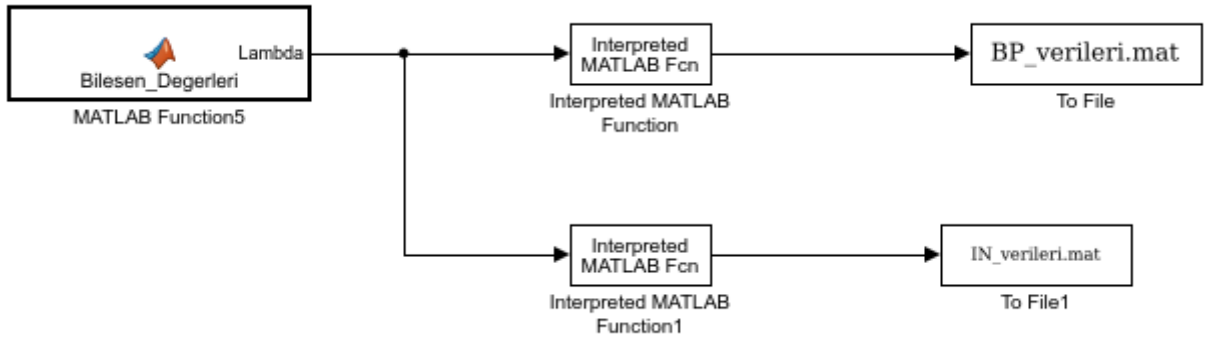 Lambda
Bilesen_Degerleri
MATLAB Function5
Interpreted
MATLAB Fcn
Interpreted MATLAB
Function
BP_verileri.mat
To File
Interpreted
MATLAB Fcn
Interpreted MATLAB
Function1
IN_verileri.mat
To File1